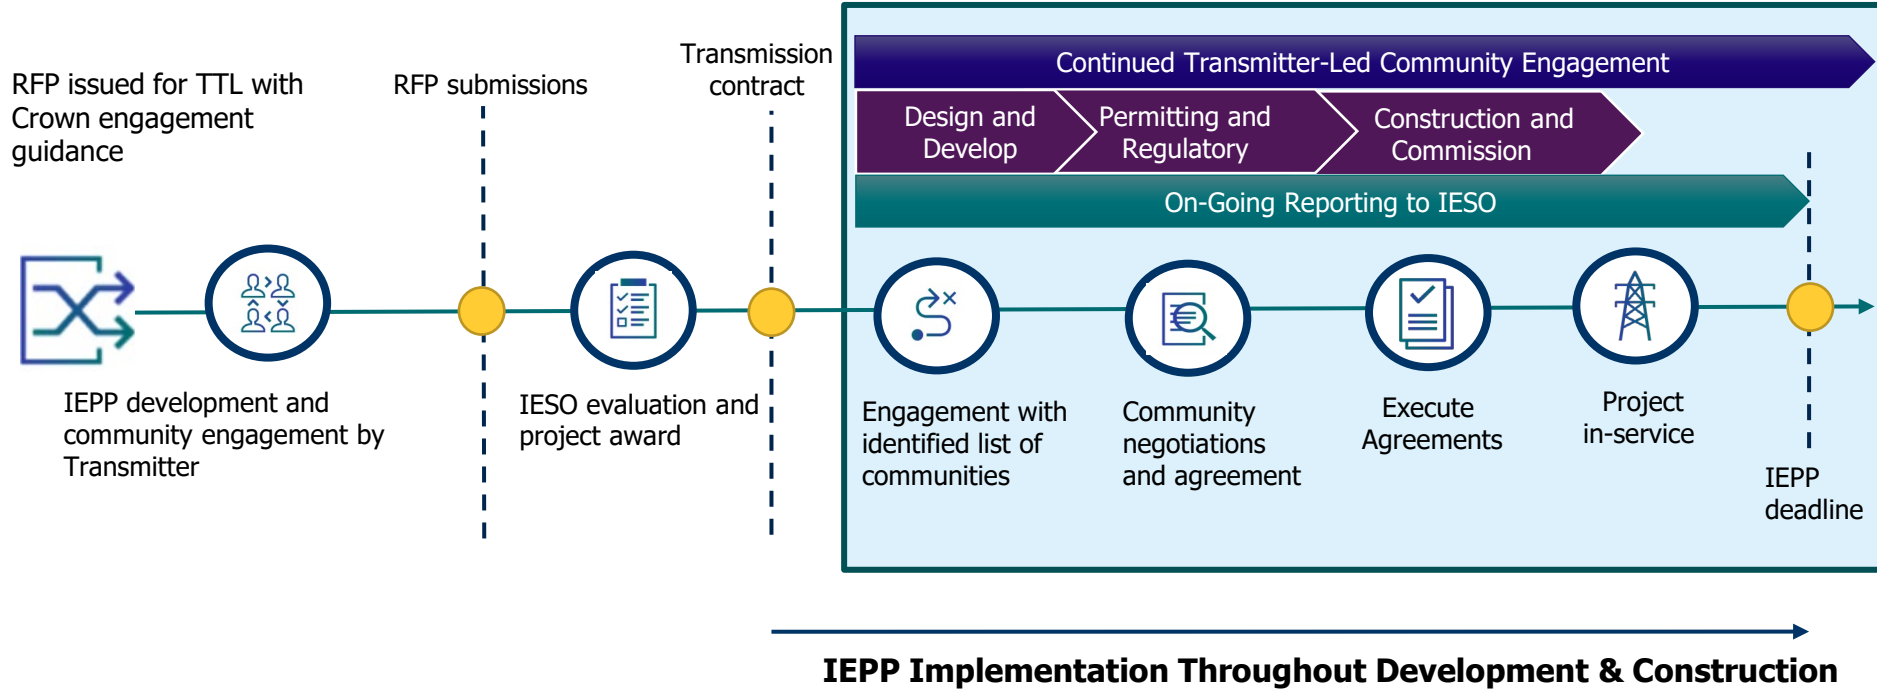 RFP issued for TTL with
Crown engagement
guidance
RFP submissions
Transmission
contract
Continued Transmitter-Led Community Engagement
Design and
Develop
Permitting and
Regulatory
Construction and
Commission
On-Going Reporting to IESO
IEPP development and
community engagement by
Transmitter
IESO evaluation and
project award
Engagement with
identified list of
communities
Community
negotiations
and agreement
Execute
Agreements
Project
in-service
IEPP
deadline
IEPP Implementation Throughout Development & Construction